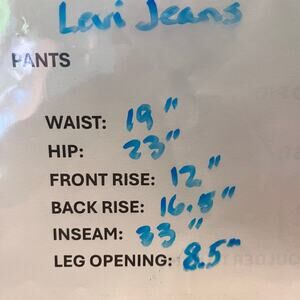 Levi Jeans
PANTS
WAIST: 19"
HIP: 23"
FRONT RISE: 12"
BACK RISE: 16.5"
INSEAM: 33"
LEG OPENING: 8.5"